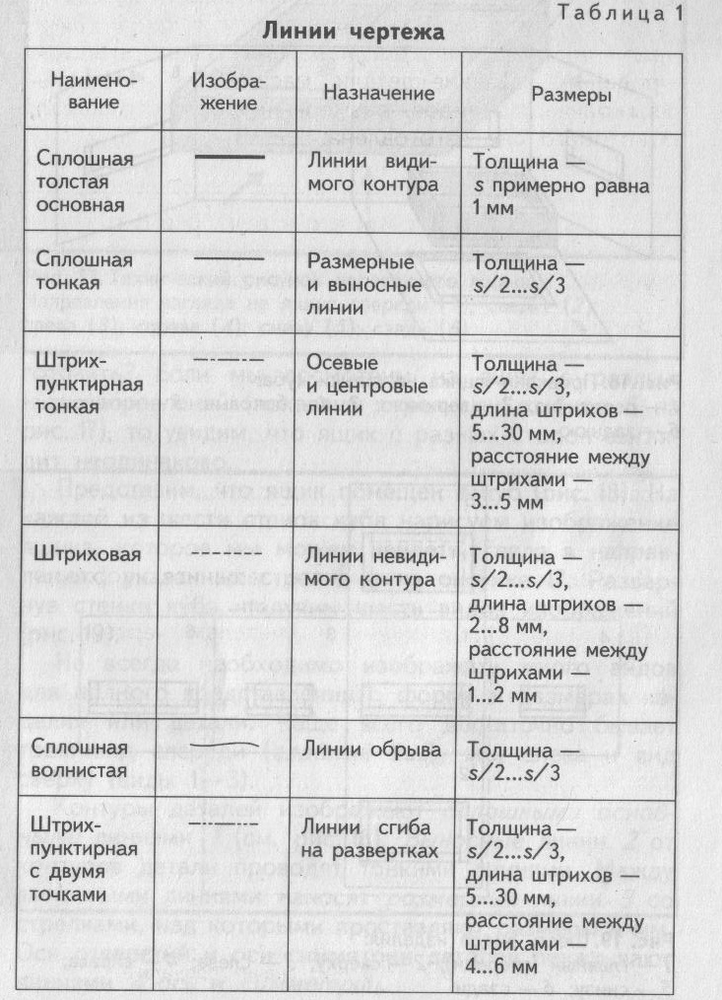 Таблица 1
Линии чертежа
Наимено-
вание
Изобра-
жение
Назначение
Размеры
Сплошная
толстая
основная
Линии види-
мого контура
Толщина —
s примерно равна
1 мм
Сплошная
тонкая
Размерные
и выносные
линии
Толщина —
s/2...s/3
Штрих-
пунктирная
тонкая
Осевые
и центровые
линии
Толщина —
s/2...s/3,
длина штрихов —
5...30 мм,
расстояние между
штрихами —
3...5 мм
Штриховая
Линии невиди-
мого контура
Толщина —
s/2...s/3,
длина штрихов —
2...8 мм,
расстояние между
штрихами —
1...2 мм
Сплошная
волнистая
Линии обрыва
Толщина —
s/2...s/3
Штрих-
пунктирная
с двумя
точками
Линии сгиба
на развертках
Толщина —
s/2...s/3,
длина штрихов —
5...30 мм,
расстояние между
штрихами —
4...6 мм